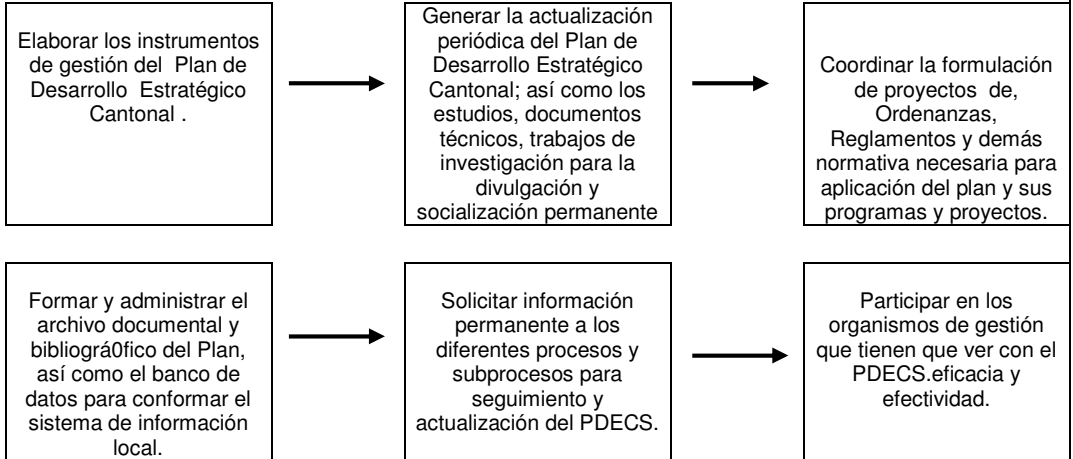 Elaborar los instrumentos
de gestión del Plan de
Desarrollo Estratégico
Cantonal .
Generar la actualización
periódica del Plan de
Desarrollo Estratégico
Cantonal; así como los
estudios, documentos
técnicos, trabajos de
investigación para la
divulgación y
socialización permanente
Coordinar la formulación
de proyectos de,
Ordenanzas,
Reglamentos y demás
normativa necesaria para
aplicación del plan y sus
programas y proyectos.
Formar y administrar el
archivo documental y
bibliográ0fico del Plan,
así como el banco de
datos para conformar el
sistema de información
local.
Solicitar información
permanente a los
diferentes procesos y
subprocesos para
seguimiento y
actualización del PDECS.
Participar en los
organismos de gestión
que tienen que ver con el
PDECS.eficacia y
efectividad.